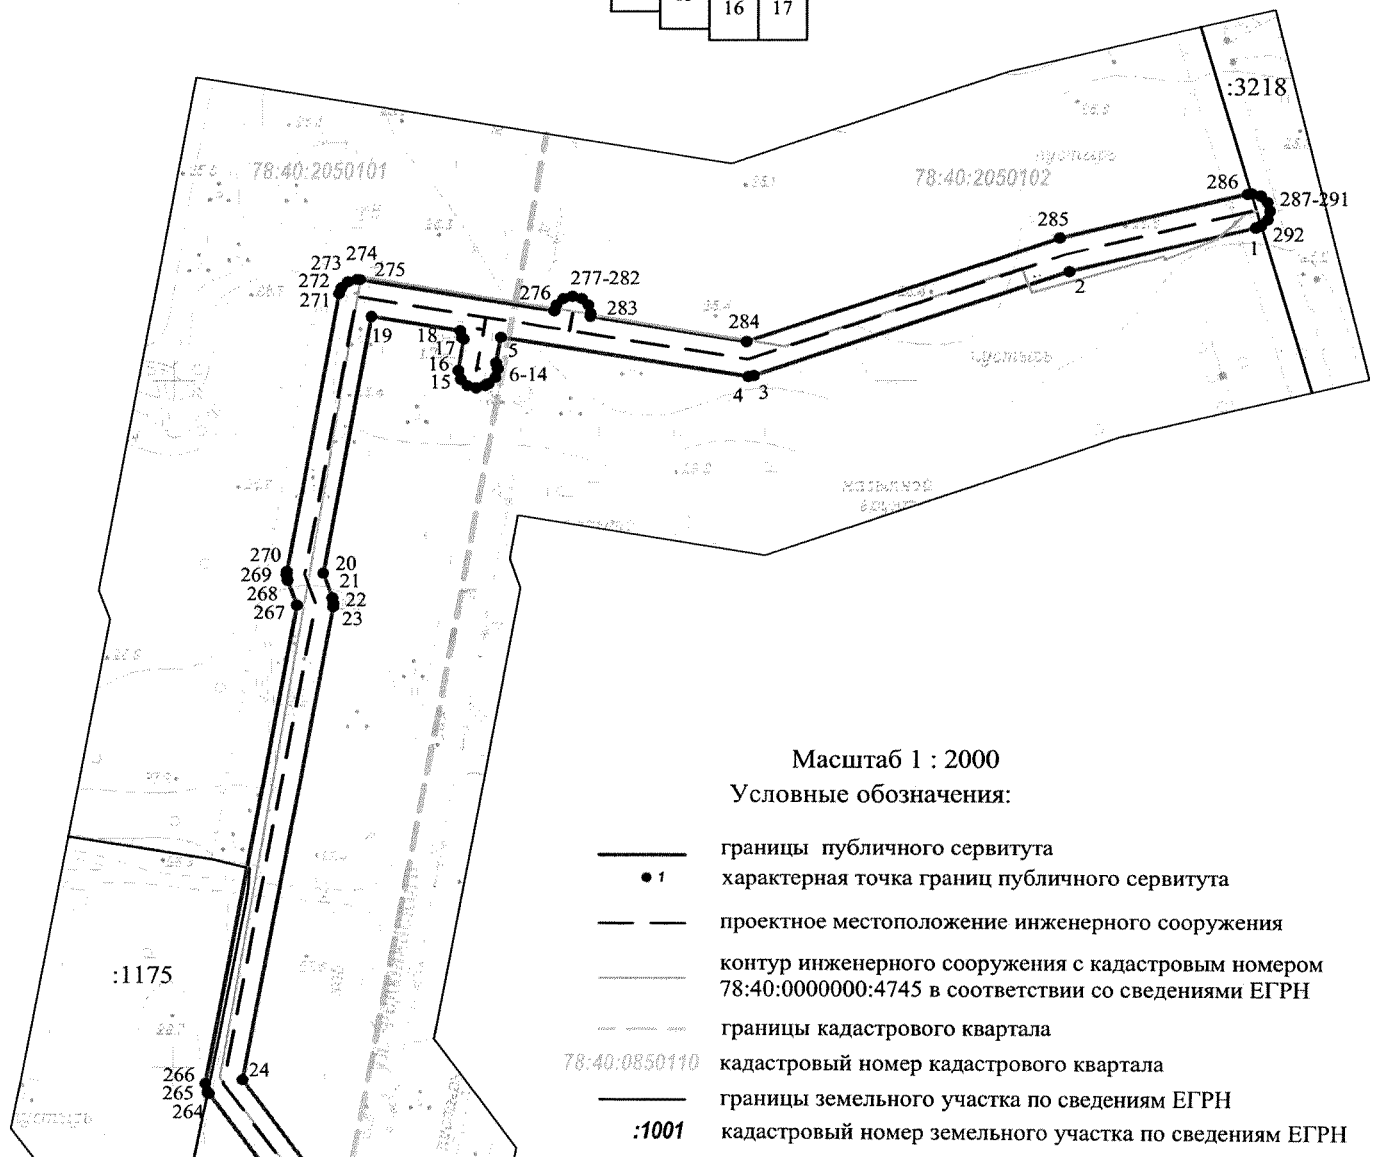 16 17
:3218
78:40:2050101
78:40:2050102
пустырь
286
287-291
285
1 292
2
274
273 275
272
271
277-282
276
283
284
19
18
17
5
16
15
6-14
4 3
пустырь
270
269
268
267
20
21
22
23
Масштаб 1 : 2000
Условные обозначения:
границы публичного сервитута
1 характерная точка границ публичного сервитута
проектное местоположение инженерного сооружения
контур инженерного сооружения с кадастровым номером
78:40:0000000:4745 в соответствии со сведениями ЕГРН
границы кадастрового квартала
78:40:0850110 кадастровый номер кадастрового квартала
границы земельного участка по сведениям ЕГРН
:1001 кадастровый номер земельного участка по сведениям ЕГРН
:1175
266
265
264
24
пустырь